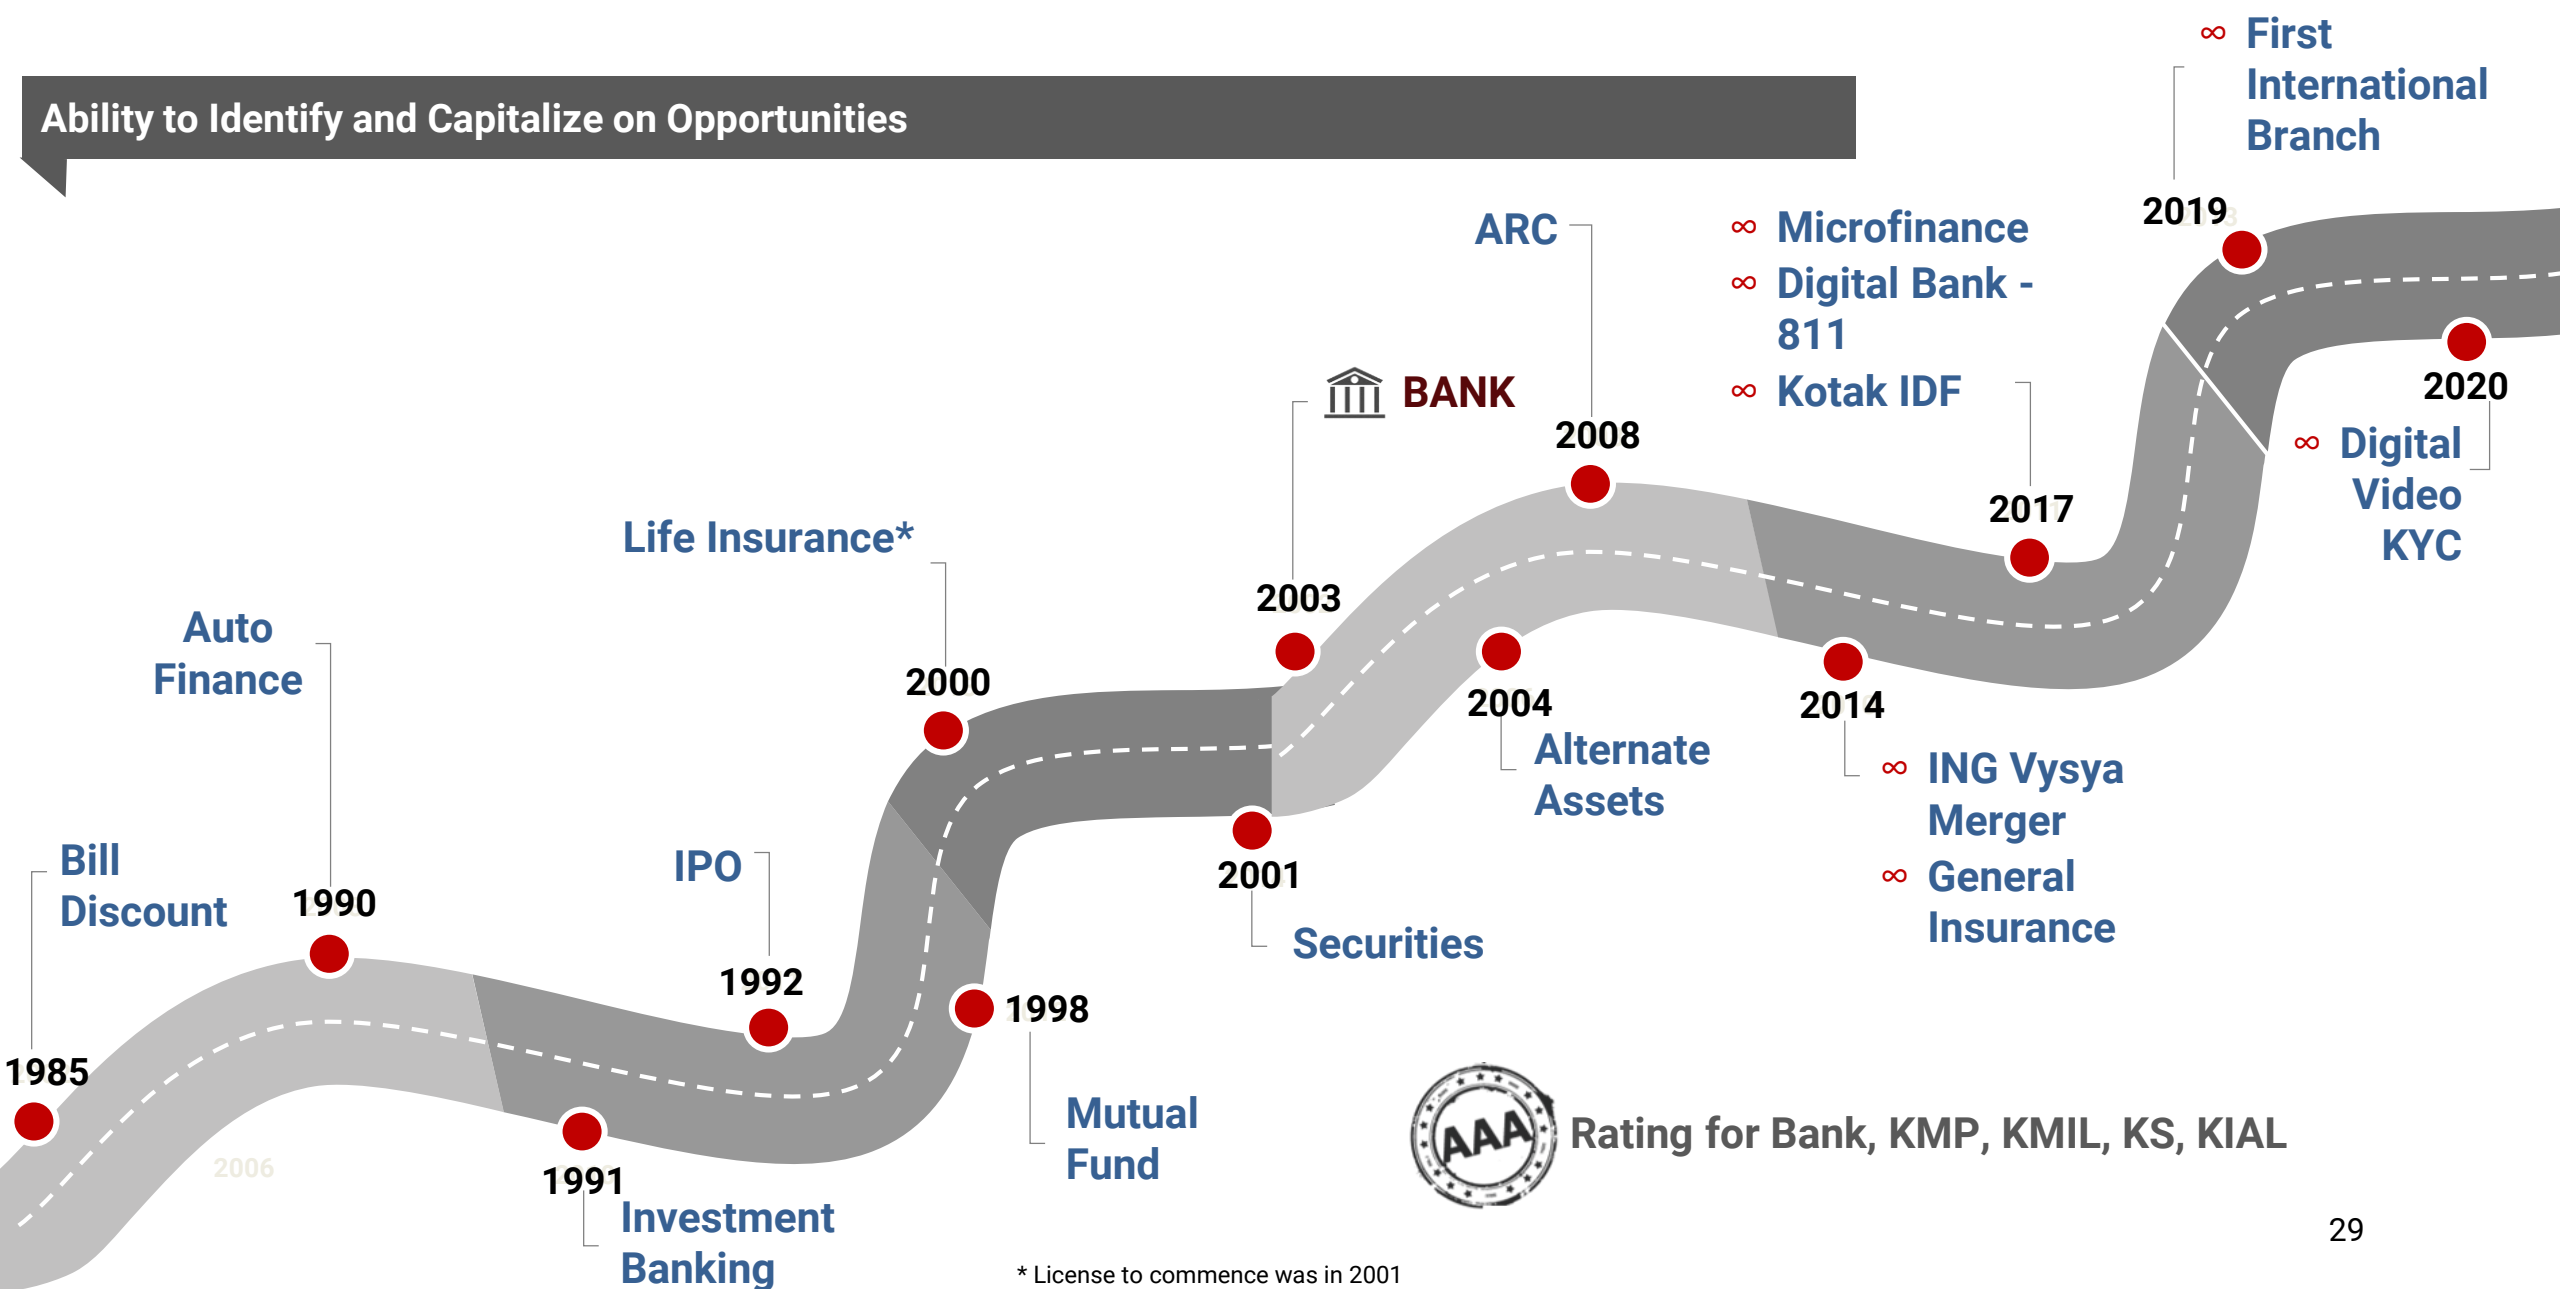 Ability to Identify and Capitalize on Opportunities
∞ First
International
Branch
2019
ARC
∞ Microfinance
∞ Digital Bank -
811
∞ Kotak IDF
BANK
2008
2020
∞ Digital
Video
KYC
2017
Life Insurance*
2003
Auto
Finance
2000
2004
Alternate
Assets
2014
∞ ING Vysya
Merger
∞ General
Insurance
Bill
Discount
1990
IPO
2001
Securities
1992
1998
1985
Mutual
Fund
2006
1991
Investment
Banking
AAA
Rating for Bank, KMP, KMIL, KS, KIAL
29
* License to commence was in 2001